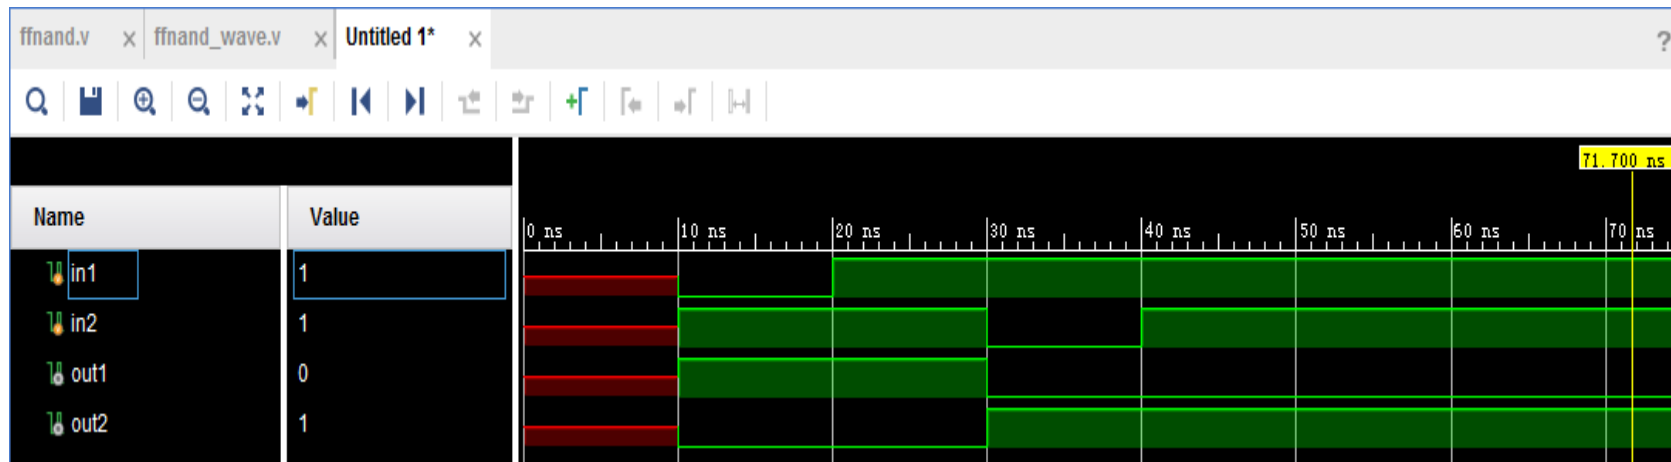 ffnand.v × ffnand_wave.v × Untitled 1* × ?
71.700 ns
Name Value
0 ns 10 ns 20 ns 30 ns 40 ns 50 ns 60 ns 70 ns
in1 1
in2 1
out1 0
out2 1